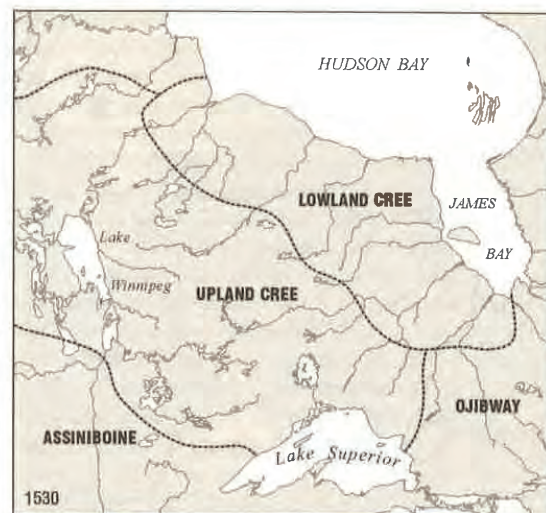 HUDSON BAY
LOWLAND CREE
JAMES
BAY
Lake
Winnipeg
UPLAND CREE
OJIBWAY
ASSINIBOINE
Lake Superior
1530